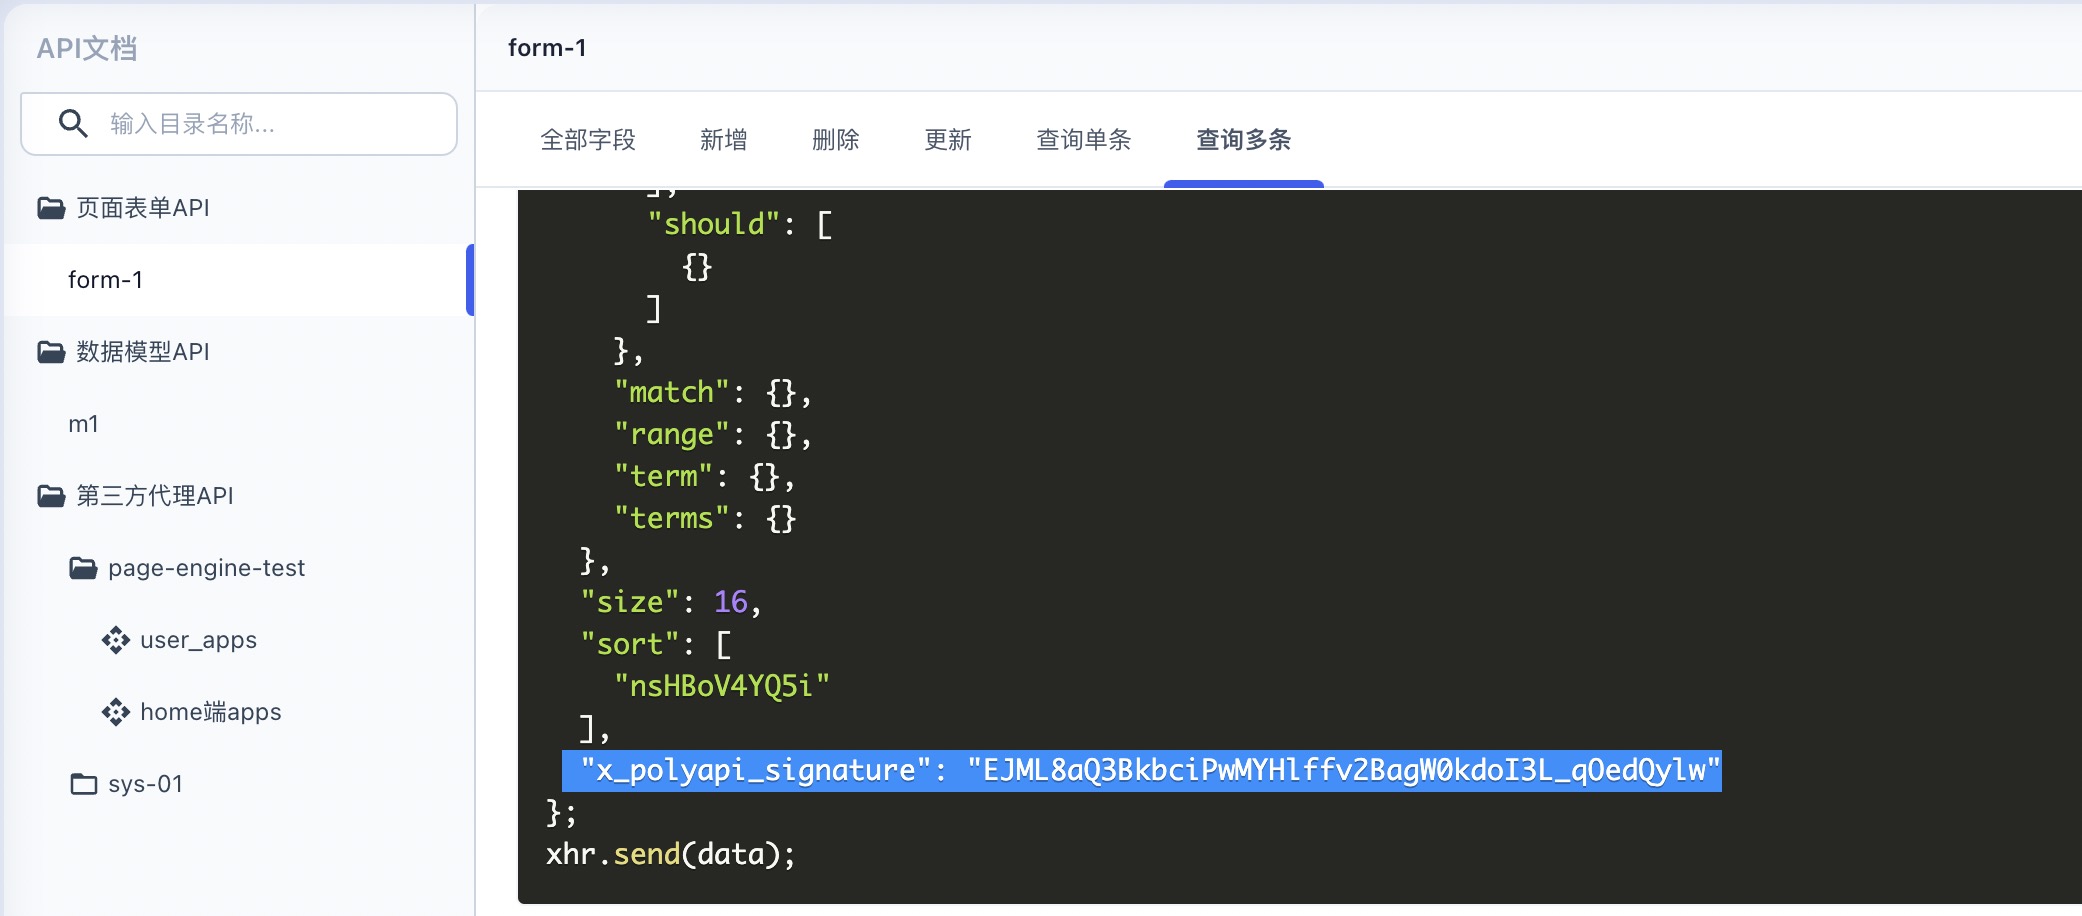 API文档
输入目录名称...
页面表单API
form-1
数据模型API
m1
第三方代理API
page-engine-test
user_apps
home端apps
sys-01
form-1
全部字段 新增 删除 更新 查询单条 查询多条
],
"should": [
{}
]
},
"match": {},
"range": {},
"term": {},
"terms": {}
},
"size": 16,
"sort": [
"nsHBoV4YQ5i"
],
"x_polyapi_signature": "EJML8aQ3BkbciPwMYHlffv2BagW0kdoI3L_qOedQylw"
};
xhr.send(data);